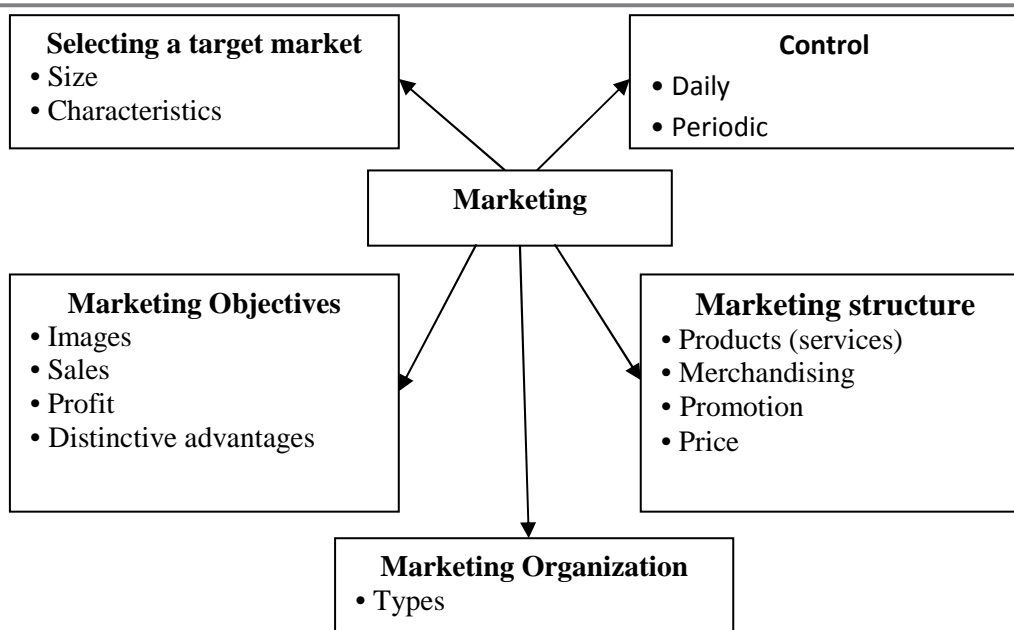 Selecting a target market
• Size
• Characteristics
Control
• Daily
• Periodic
Marketing
Marketing Objectives
• Images
• Sales
• Profit
• Distinctive advantages
Marketing structure
• Products (services)
• Merchandising
• Promotion
• Price
Marketing Organization
• Types